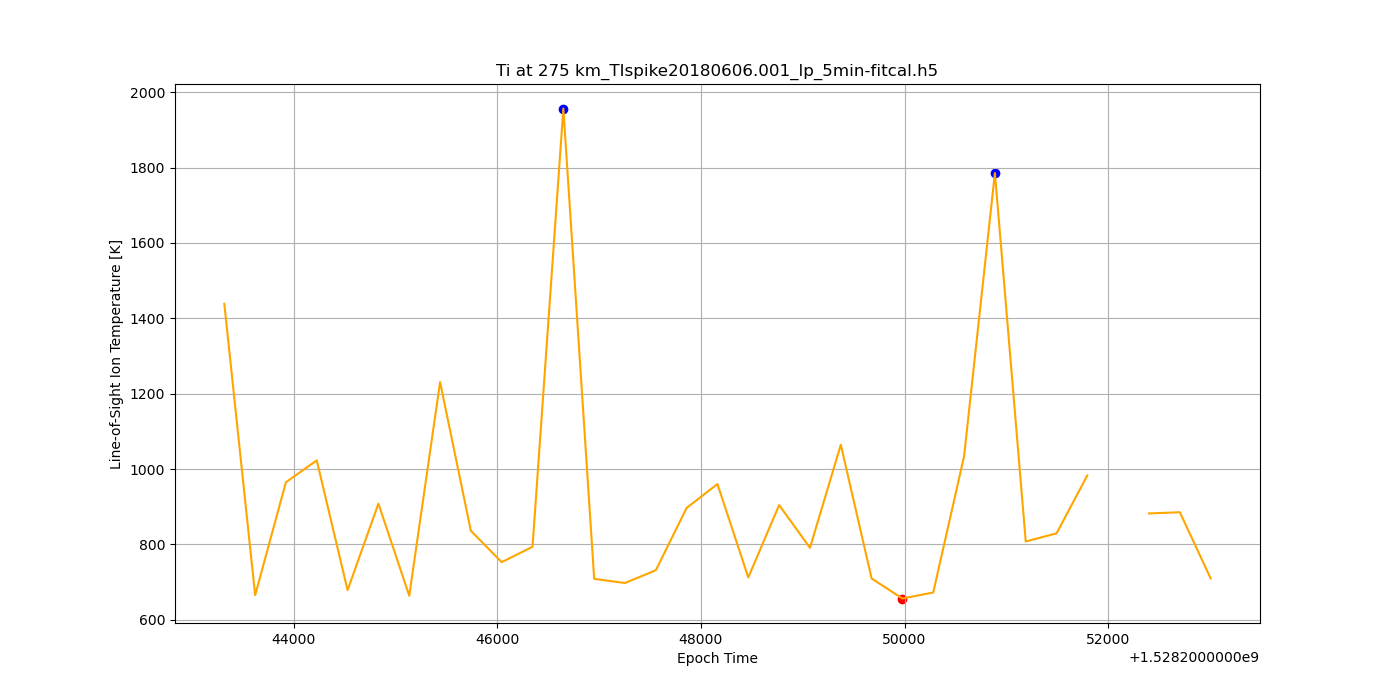 Ti at 275 km_TIspike20180606.001_lp_5min-fitcal.h5
2000
1800
1600
1400
1200
1000
800
600
Line-of-Sight Ion Temperature [K]
44000 46000 48000 50000 52000
Epoch Time
+1.5282000000e9